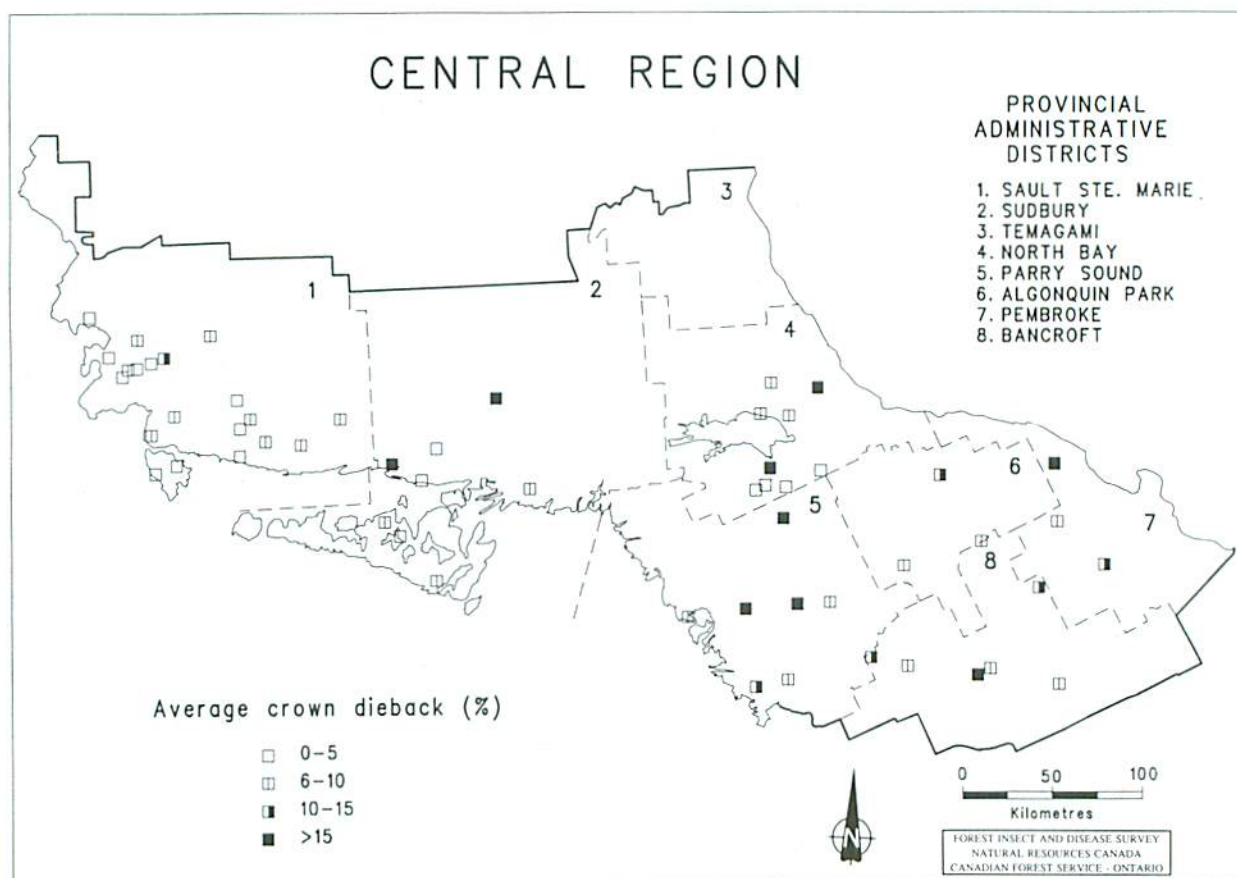 CENTRAL REGION
PROVINCIAL
ADMINISTRATIVE
DISTRICTS
1. SAULT STE. MARIE
2. SUDBURY
3. TEMAGAMI
4. NORTH BAY
5. PARRY SOUND
6. ALGONQUIN PARK
7. PEMBROKE
8. BANCROFT
3
1
2
4
6
5
7
8
Average crown dieback (%)
0-5
6-10
10-15
>15
0 50 100
Kilometres
N
FOREST INSECT AND DISEASE SURVEY
NATURAL RESOURCES CANADA
CANADIAN FOREST SERVICE - ONTARIO